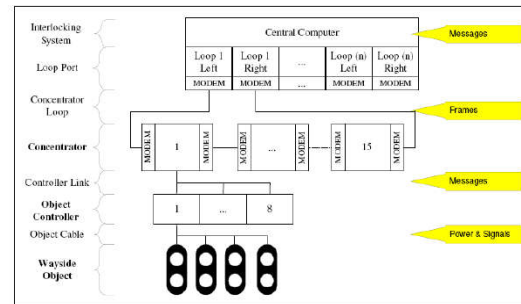 Interlocking
System
Central Computer
Messages
Loop Port
Loop 1
Left
Loop 1
Right
...
Loop (n)
Left
Loop (n)
Right
MODEM
MODEM
...
MODEM
MODEM
Concentrator
Loop
Frames
Concentrator
MODEM
1
MODEM
MODEM
...
MODEM
MODEM
15
MODEM
Controller Link
Messages
Object
Controller
1
...
8
Object Cable
Power & Signals
Wayside
Object